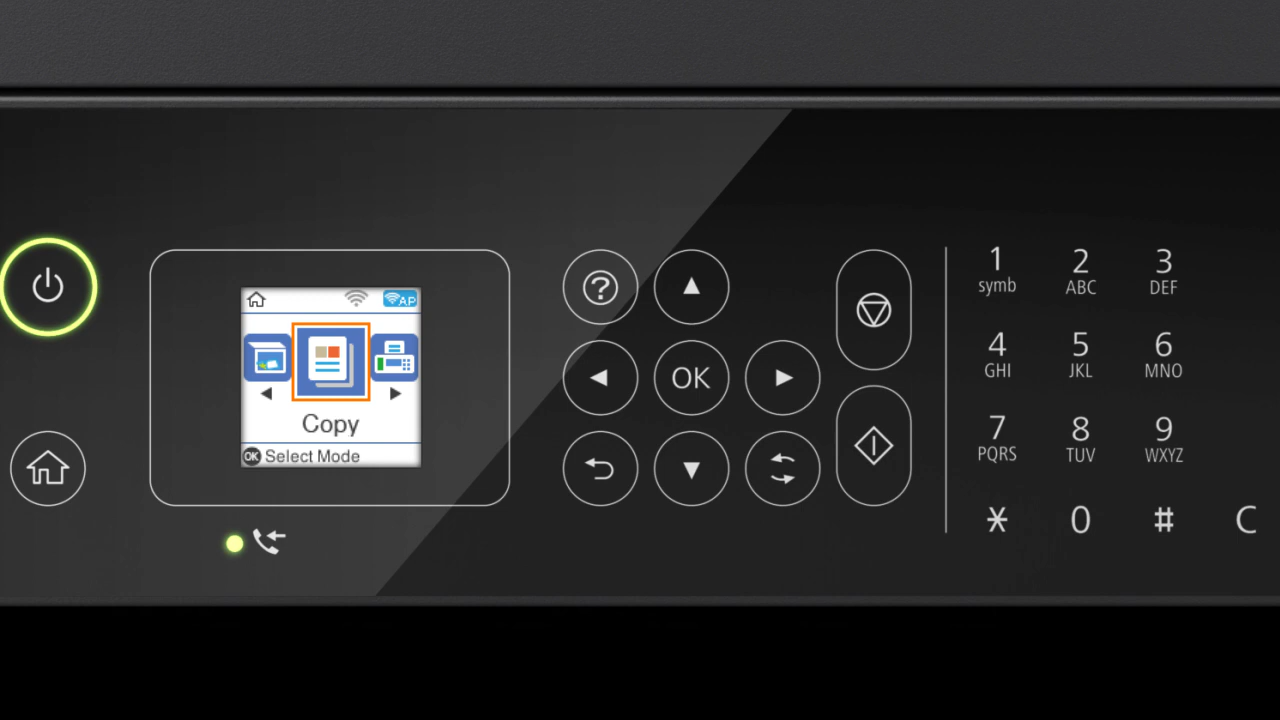 AP
Copy
OK Select Mode
?
OK
1 2 3
symb ABC DEF
4 5 6
GHI JKL MNO
7 8 9
PQRS TUV WXYZ
* 0 # C